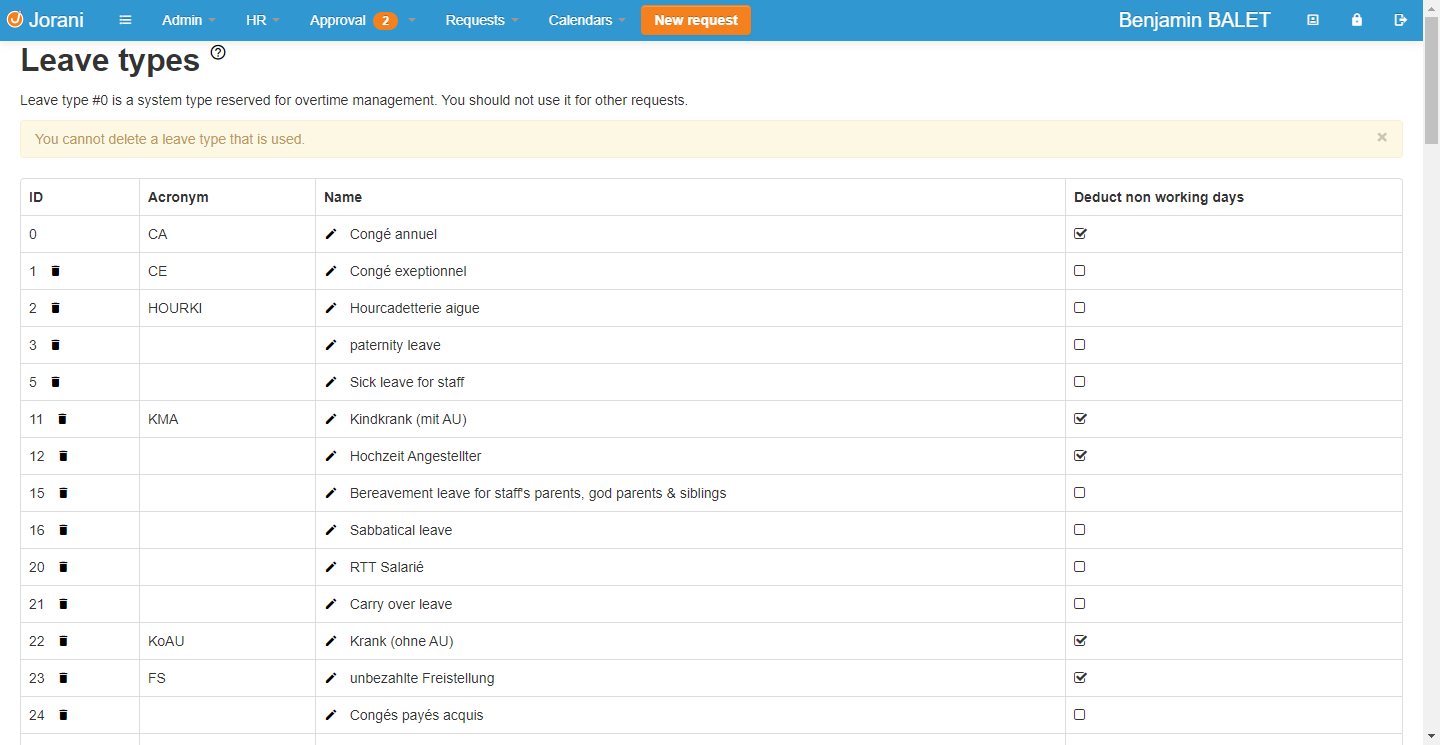 Jorani Admin HR Approval 2 Requests Calendars New request Benjamin BALET
Leave types
Leave type #0 is a system type reserved for overtime management. You should not use it for other requests.
You cannot delete a leave type that is used. ×
ID Acronym Name Deduct non working days
0 CA Congé annuel
1 CE Congé exeptionnel
2 HOURKI Hourcadetterie aigue
3 paternity leave
5 Sick leave for staff
11 KMA Kindkrank (mit AU)
12 Hochzeit Angestellter
15 Bereavement leave for staff's parents, god parents & siblings
16 Sabbatical leave
20 RTT Salarié
21 Carry over leave
22 KoAU Krank (ohne AU)
23 FS unbezahlte Freistellung
24 Congés payés acquis